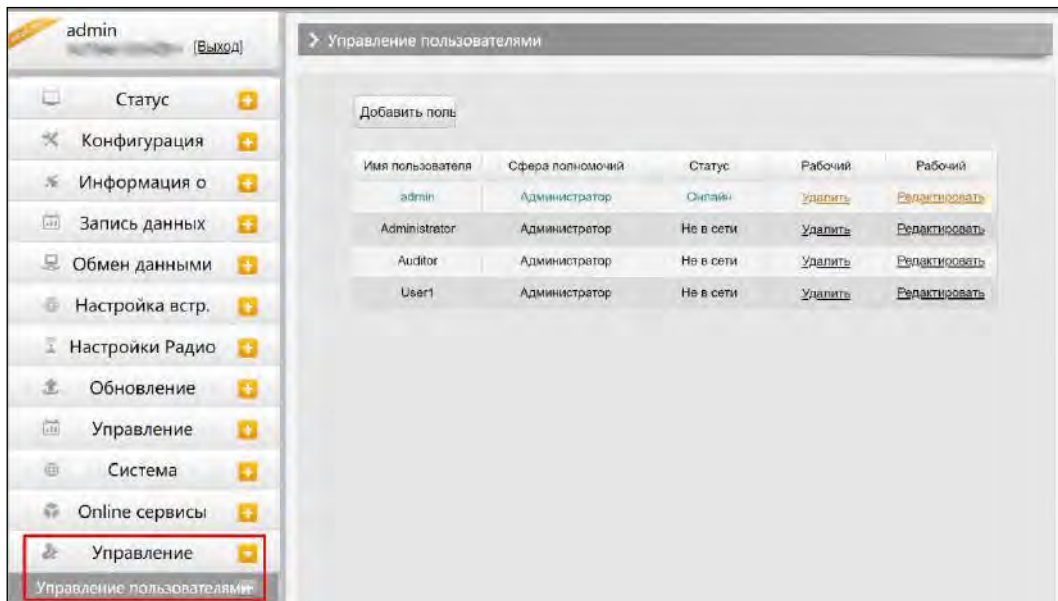 admin
[Выход]
Управление пользователями
Статус
Конфигурация
Информация о
Запись данных
Обмен данными
Настройка встр.
Настройки Радио
Обновление
Управление
Система
Online сервисы
Управление
Управление пользователями
Добавить поль
Имя пользователя Сфера полномочий Статус Рабочий Рабочий
admin Администратор Онлайн Удалить Редактировать
Administrator Администратор Не в сети Удалить Редактировать
Auditor Администратор Не в сети Удалить Редактировать
User1 Администратор Не в сети Удалить Редактировать